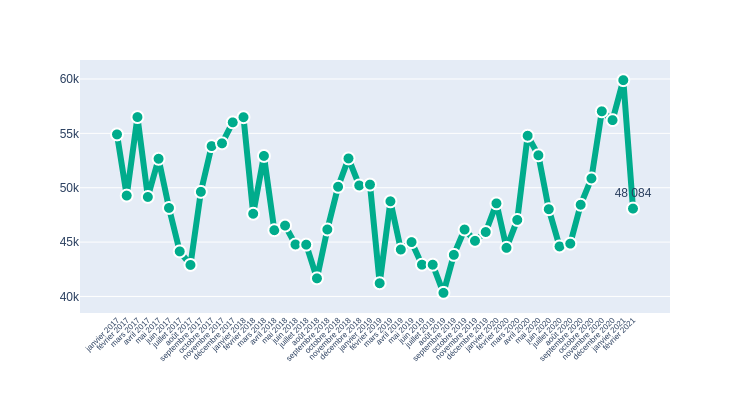 60k
55k
50k
45k
40k
48 084
janvier 2017
février 2017
mars 2017
avril 2017
mai 2017
juin 2017
juillet 2017
août 2017
septembre 2017
octobre 2017
novembre 2017
décembre 2017
janvier 2018
février 2018
mars 2018
avril 2018
mai 2018
juin 2018
juillet 2018
août 2018
septembre 2018
octobre 2018
novembre 2018
décembre 2018
janvier 2019
février 2019
mars 2019
avril 2019
mai 2019
juin 2019
juillet 2019
août 2019
septembre 2019
octobre 2019
novembre 2019
décembre 2019
janvier 2020
février 2020
mars 2020
avril 2020
mai 2020
juin 2020
juillet 2020
août 2020
septembre 2020
octobre 2020
novembre 2020
décembre 2020
janvier 2021
février 2021